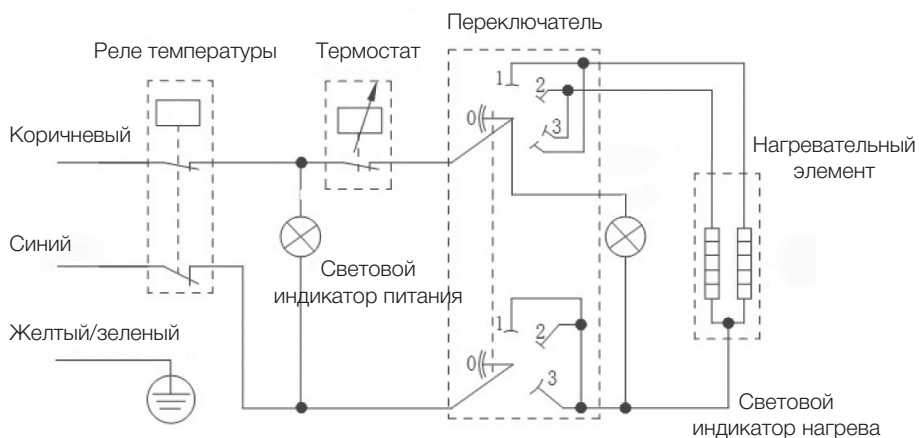 Переключатель
Реле температуры
Термостат
1
2
3
0
Коричневый
Нагревательный
элемент
Синий
Световой
индикатор питания
Желтый/зеленый
1
2
3
0
Световой
индикатор нагрева